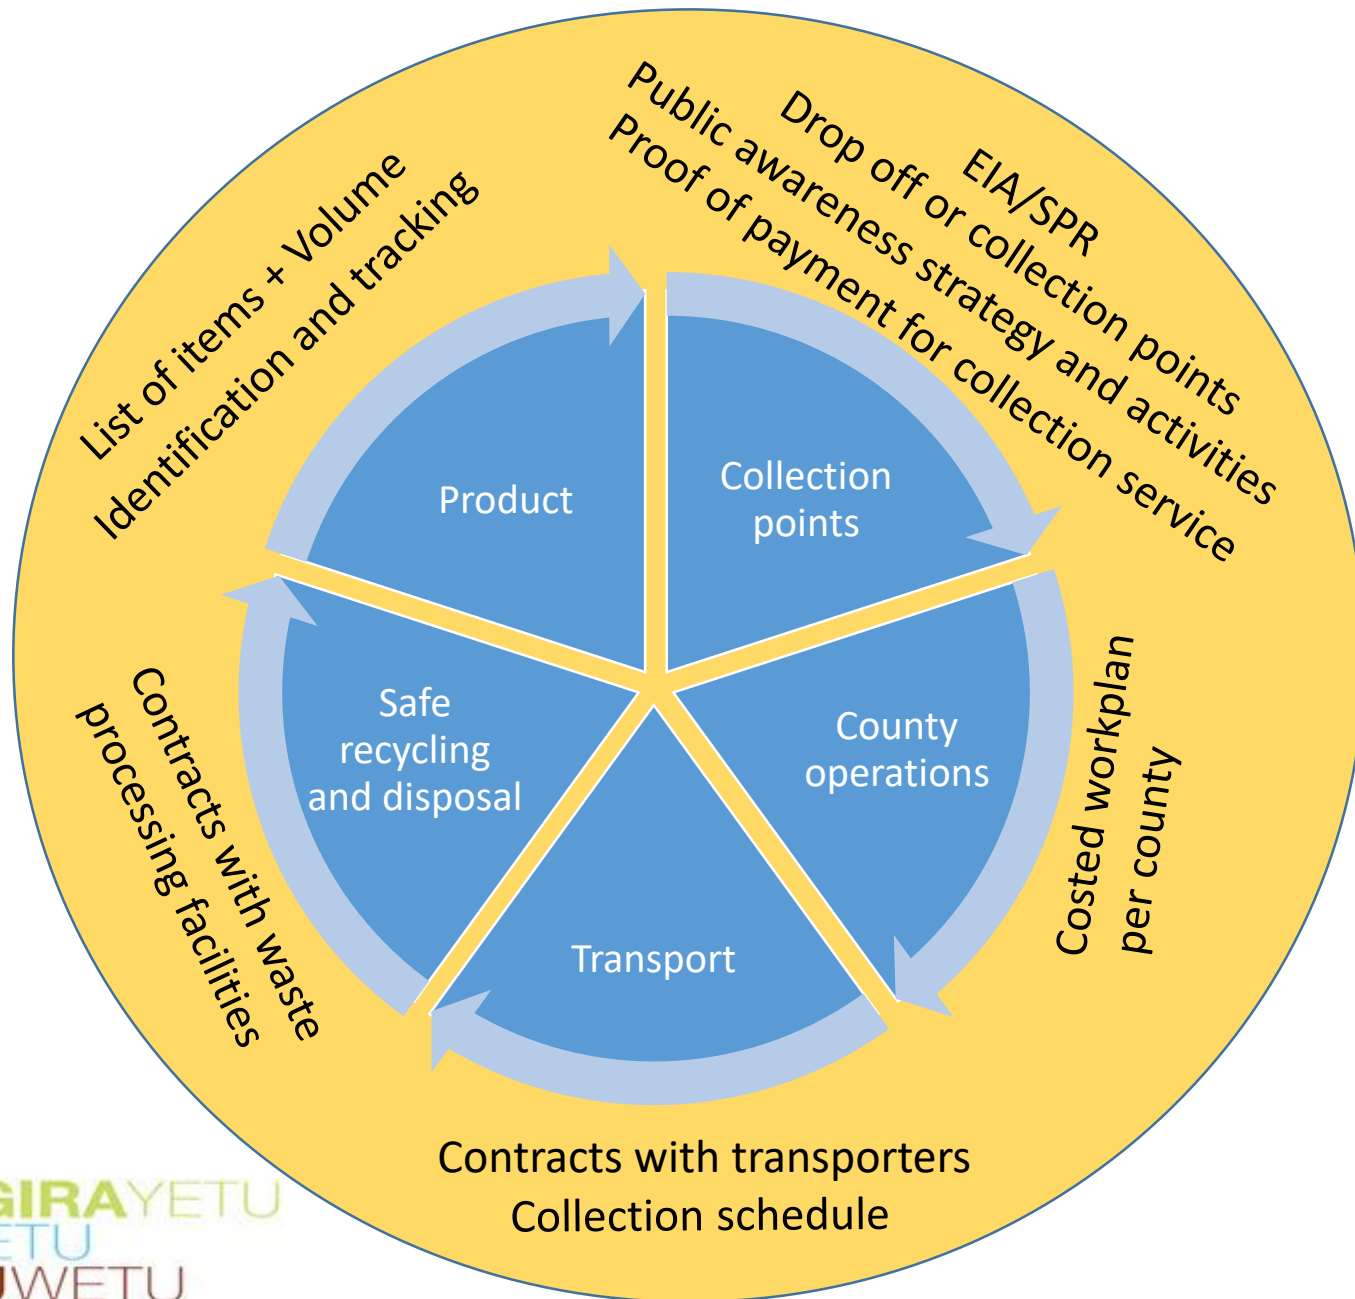 EIA/SPR
Drop off or collection points
Public awareness strategy and activities
Proof of payment for collection service
List of items + Volume
Identification and tracking
Product
Collection
points
Safe
recycling
and disposal
County
operations
Transport
Costed workplan
per county
Contracts with waste
processing facilities
Contracts with transporters
Collection schedule
GIRAYETU
ETU
UWETU